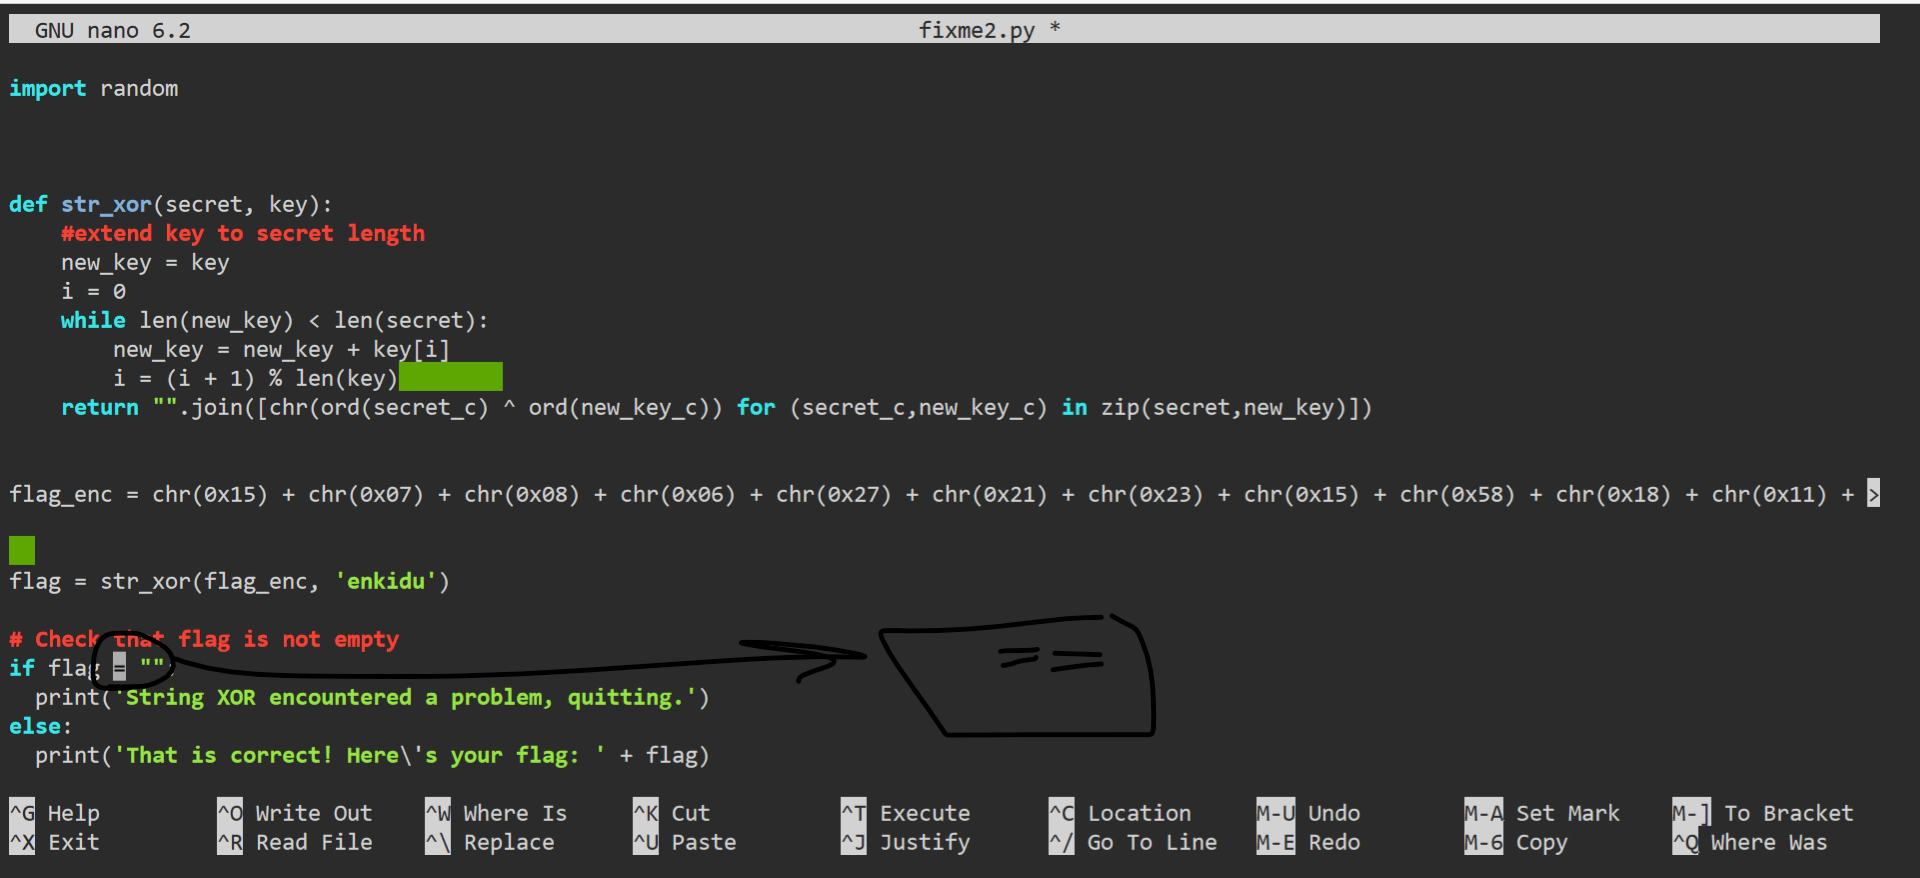 GNU nano 6.2 fixme2.py *
import random
def str_xor(secret, key):
#extend key to secret length
new_key = key
i = 0
while len(new_key) < len(secret):
new_key = new_key + key[i]
i = (i + 1) % len(key)
return "".join([chr(ord(secret_c) ^ ord(new_key_c)) for (secret_c,new_key_c) in zip(secret,new_key)])
flag_enc = chr(0x15) + chr(0x07) + chr(0x08) + chr(0x06) + chr(0x27) + chr(0x21) + chr(0x23) + chr(0x15) + chr(0x58) + chr(0x18) + chr(0x11) + >
flag = str_xor(flag_enc, 'enkidu')
# Check that flag is not empty
if flag = "":
== 
print('String XOR encountered a problem, quitting.')
else:
print('That is correct! Here\'s your flag: ' + flag)
^G Help ^O Write Out ^W Where Is ^K Cut ^T Execute ^C Location M-U Undo M-A Set Mark M-] To Bracket
^X Exit ^R Read File ^\ Replace ^U Paste ^J Justify ^/ Go To Line M-E Redo M-6 Copy ^Q Where Was